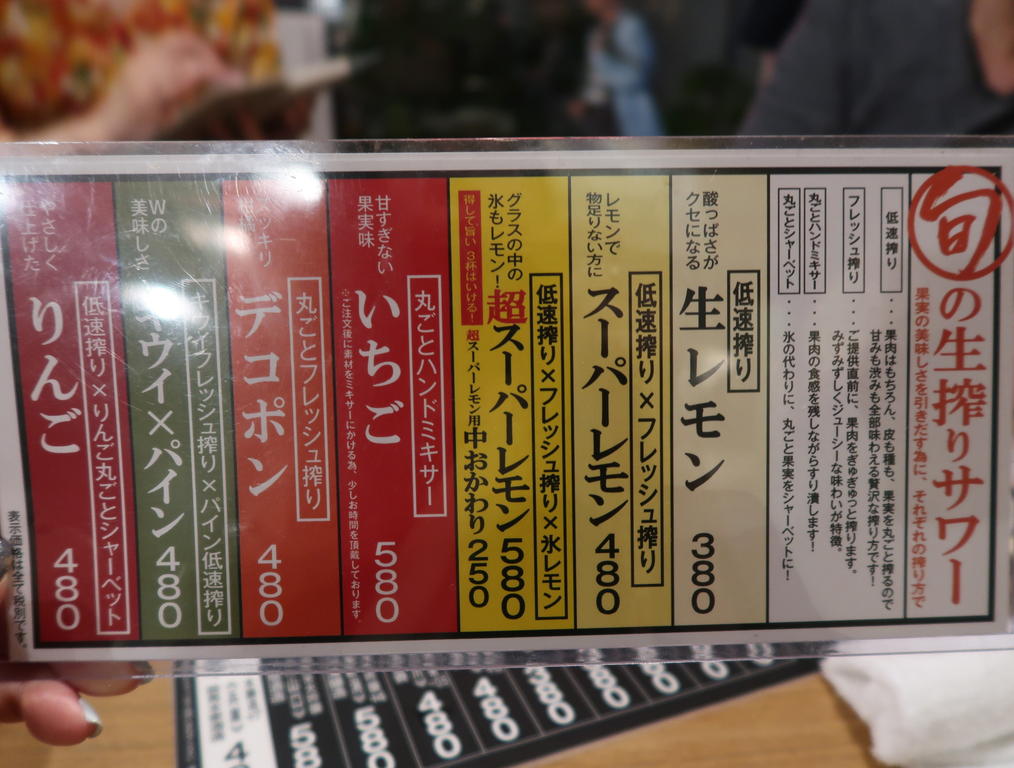 旬の生搾りサワー
果実の美味しさを引きだす為に、それぞれの搾り方で
低速搾り・・・果肉はもちろん、皮も種も、果実を丸ごと搾るので
甘みも渋みも全部味わえる贅沢な搾り方です！
フレッシュ搾り・・・ご提供直前に、果肉をぎゅぎゅっと搾ります。
みずみずしくジューシーな味わいが特徴。
丸ごとハンドミキサー・・・果肉の食感を残しながらすり潰します！
丸ごとシャーベット・・・氷の代わりに、丸ごと果実をシャーベットに！
低速搾り
酸っぱさが
クセになる
生レモン 380
低速搾り×フレッシュ搾り
レモンで
物足りない方に
スーパーレモン 480
低速搾り×フレッシュ搾り×氷レモン
グラスの中の
氷もレモン！
超スーパーレモン 580
得して旨い 3杯はいける！超スーパーレモン用 中おかわり 250
丸ごとハンドミキサー
甘すぎない
果実味
いちご 580
※ご注文後に素材をミキサーにかける為、少しお時間を頂戴しております。
丸ごとフレッシュ搾り
デコポン 480
キウイフレッシュ搾り×パイン低速搾り
Wの
美味しさ
キウイ×パイン 480
低速搾り×りんご丸ごとシャーベット
やさしく
仕上げた
りんご 480
表示価格は全て税別です。
480
480
380